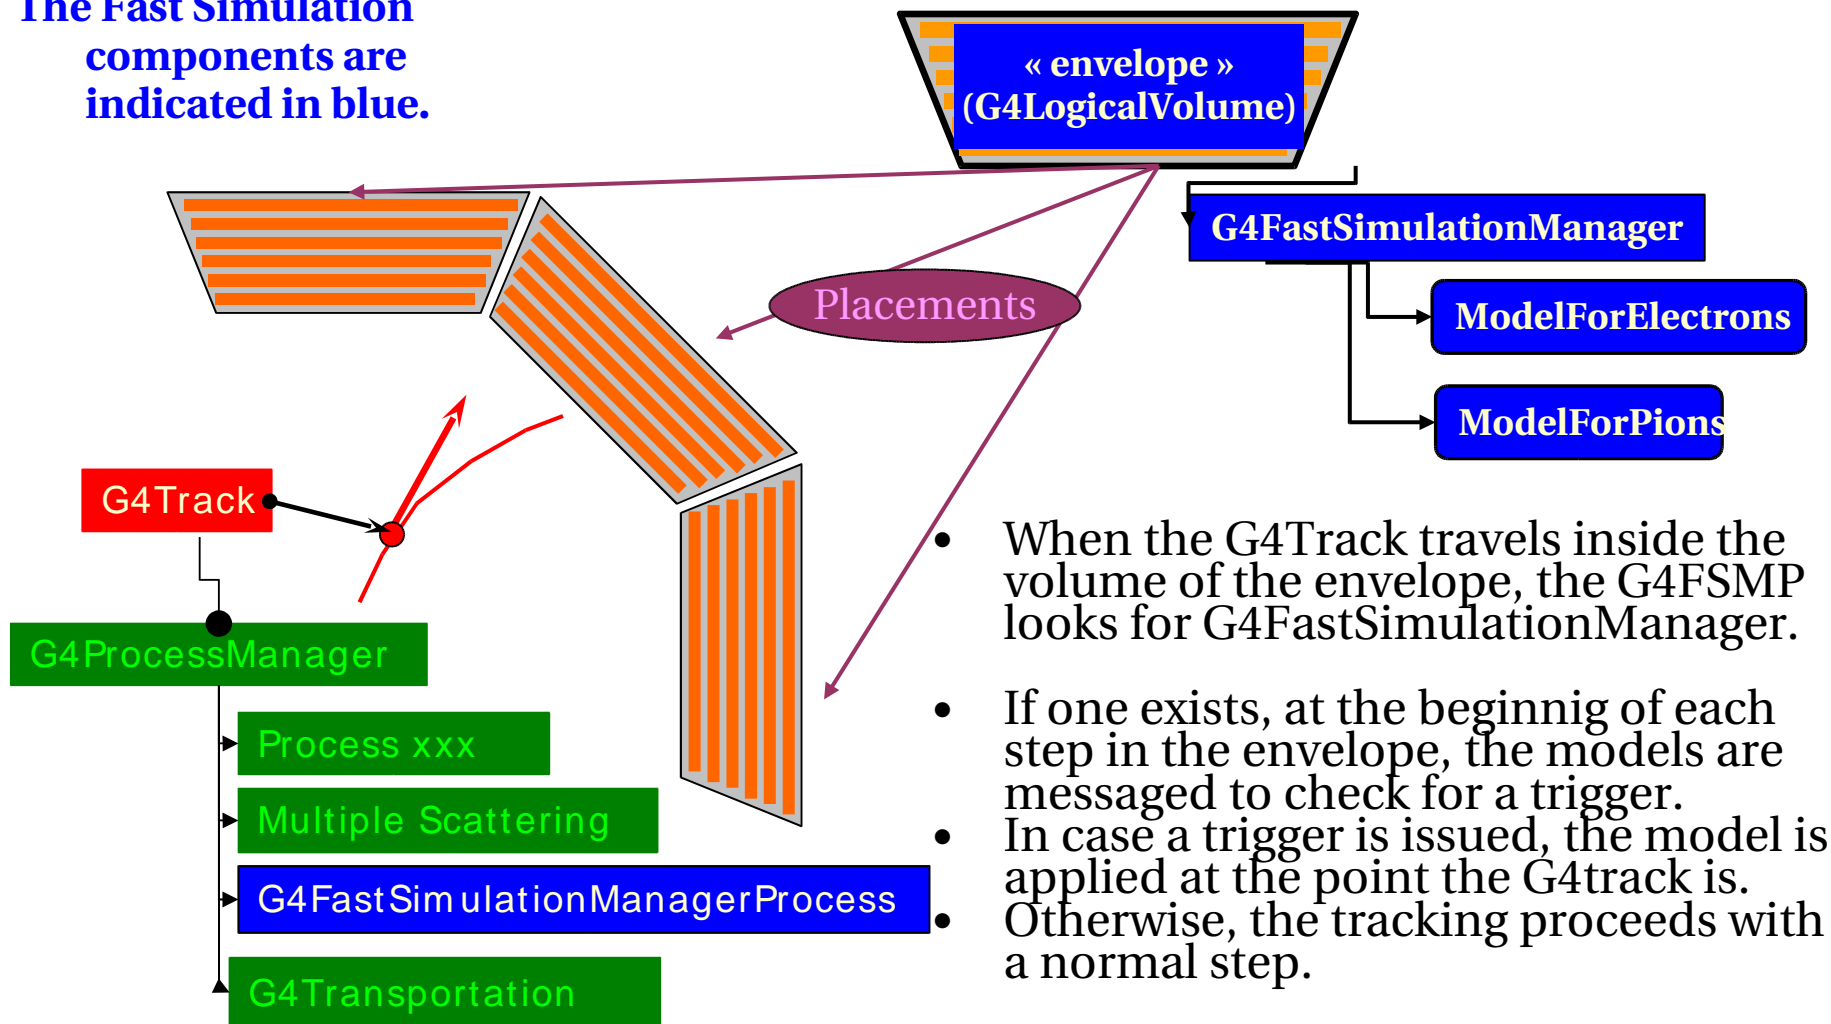 The Fast Simulation
components are
indicated in blue.
« envelope »
(G4LogicalVolume)
G4FastSimulationManager
ModelForElectrons
ModelForPions
Placements
G4Track
G4ProcessManager
Process xxx
Multiple Scattering
G4FastSimulationManagerProcess
G4Transportation
• When the G4Track travels inside the
volume of the envelope, the G4FSMP
looks for G4FastSimulationManager.
• If one exists, at the beginnig of each
step in the envelope, the models are
messaged to check for a trigger.
• In case a trigger is issued, the model is
applied at the point the G4track is.
• Otherwise, the tracking proceeds with
a normal step.